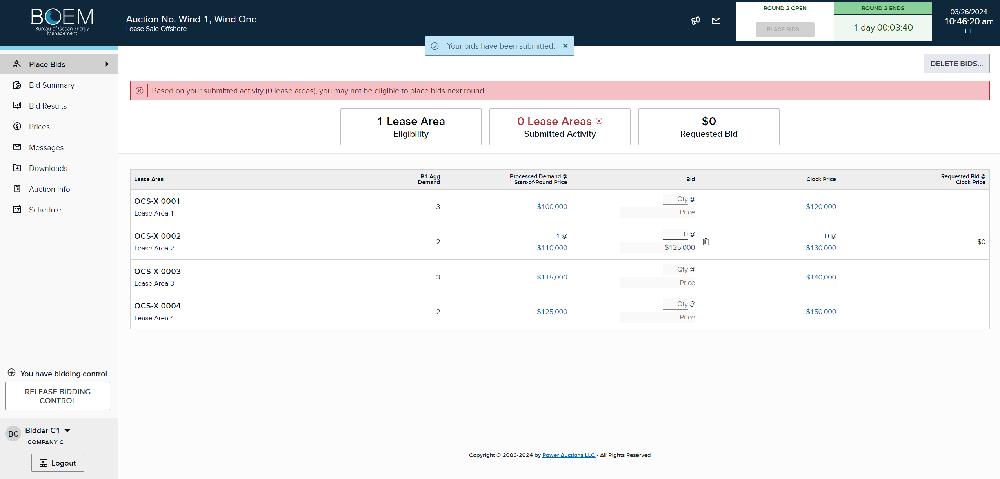 BOEM
Bureau of Ocean Energy
Management
Auction No. Wind-1, Wind One
Lease Sale Offshore
ROUND 2 OPEN
PLACE BIDS...
ROUND 2 ENDS
1 day 00:03:40
03/26/2024
10:46:20 am
ET
Your bids have been submitted.
Place Bids
Bid Summary
Bid Results
Prices
Messages
Downloads
Auction Info
17 Schedule
You have bidding control.
RELEASE BIDDING
CONTROL
BC
Bidder C1
COMPANY C
Logout
DELETE BIDS...
Based on your submitted activity (0 lease areas), you may not be eligible to place bids next round.
1 Lease Area
Eligibility
0 Lease Areas
Submitted Activity
$0
Requested Bid
Lease Area
R1 Agg
Demand
Processed Demand @
Start-of-Round Price
Bid
Clock Price
Requested Bid @
Clock Price
OCS-X 0001
Lease Area 1
3
$100,000
Qty @
Price
$120,000
OCS-X 0002
Lease Area 2
2
1 @
$110,000
0 @
$125,000
0 @
$130,000
$0
OCS-X 0003
Lease Area 3
3
$115,000
Qty @
Price
$140,000
OCS-X 0004
Lease Area 4
2
$125,000
Qty @
Price
$150,000
Copyright © 2003-2024 by Power Auctions LLC • All Rights Reserved